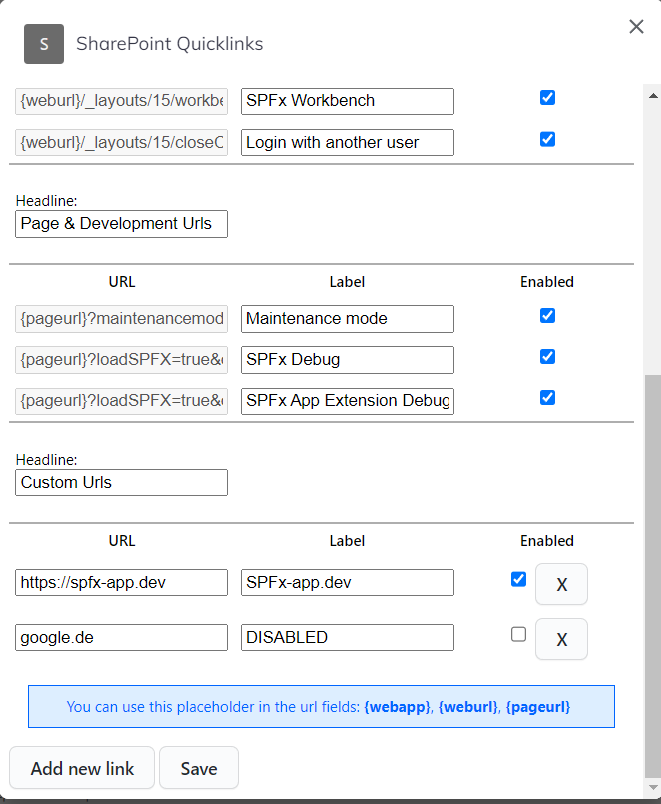 S SharePoint Quicklinks
{weburl}/_layouts/15/workbe SPFx Workbench
{weburl}/_layouts/15/closeC Login with another user
Headline:
Page & Development Urls
URL Label Enabled
{pageurl}?maintenancemod Maintenance mode
{pageurl}?loadSPFX=true& SPFx Debug
{pageurl}?loadSPFX=true& SPFx App Extension Debug
Headline:
Custom Urls
URL Label Enabled
https://spfx-app.dev SPFx-app.dev X
google.de DISABLED X
You can use this placeholder in the url fields: {webapp}, {weburl}, {pageurl}
Add new link Save